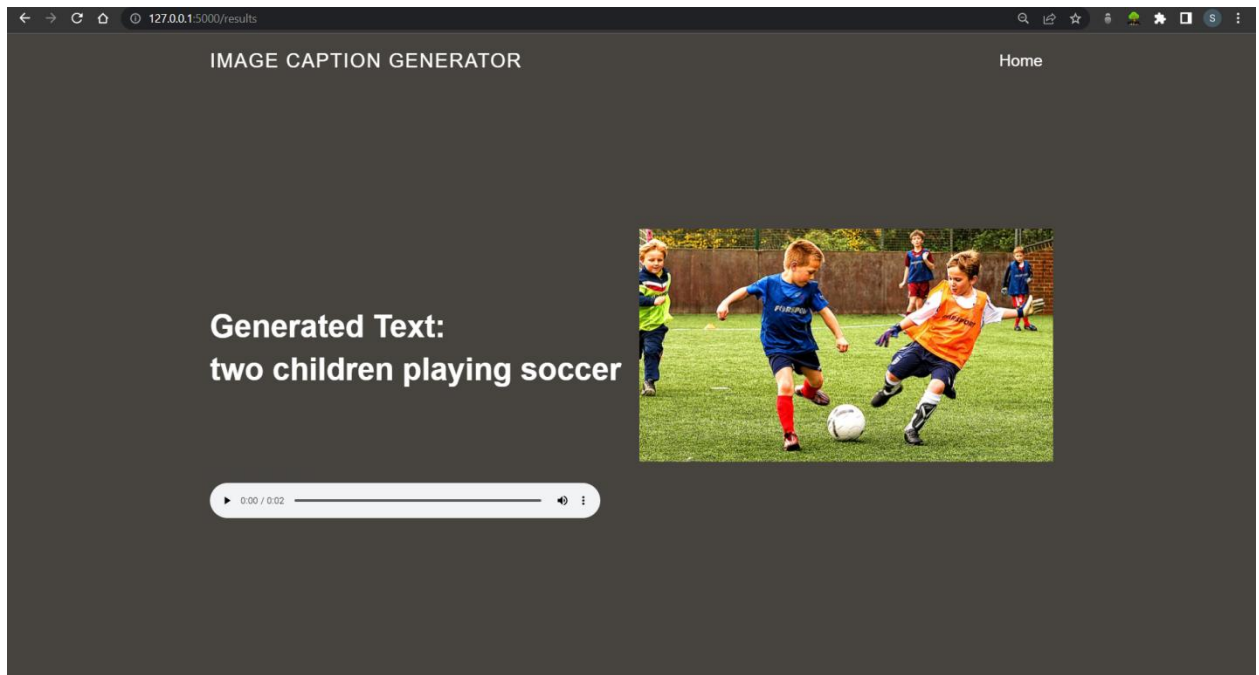 127.0.0.1:5000/results
S
IMAGE CAPTION GENERATOR
Home
Generated Text:
two children playing soccer
0:00 / 0:02